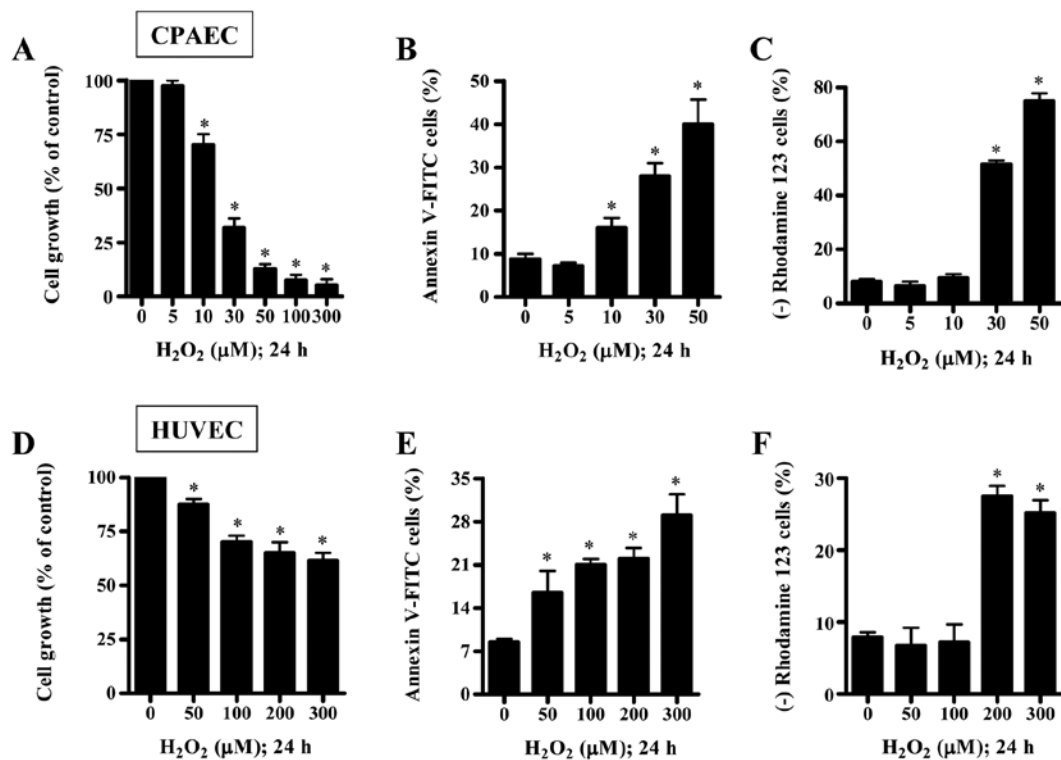 CPAEC
A
Cell growth (% of control)
100
75
50
25
0
* * * * * *
0 5 10 30 50 100 300
H₂O₂ (μM); 24 h
B
Annexin V-FITC cells (%)
50
40
30
20
10
0
* * *
0 5 10 30 50
H₂O₂ (μM); 24 h
C
(-) Rhodamine 123 cells (%)
80
60
40
20
0
* *
0 5 10 30 50
H₂O₂ (μM); 24 h
HUVEC
D
Cell growth (% of control)
100
75
50
25
0
* * * *
0 50 100 200 300
H₂O₂ (μM); 24 h
E
Annexin V-FITC cells (%)
35
28
21
14
7
0
* * * *
0 50 100 200 300
H₂O₂ (μM); 24 h
F
(-) Rhodamine 123 cells (%)
30
20
10
0
* *
0 50 100 200 300
H₂O₂ (μM); 24 h